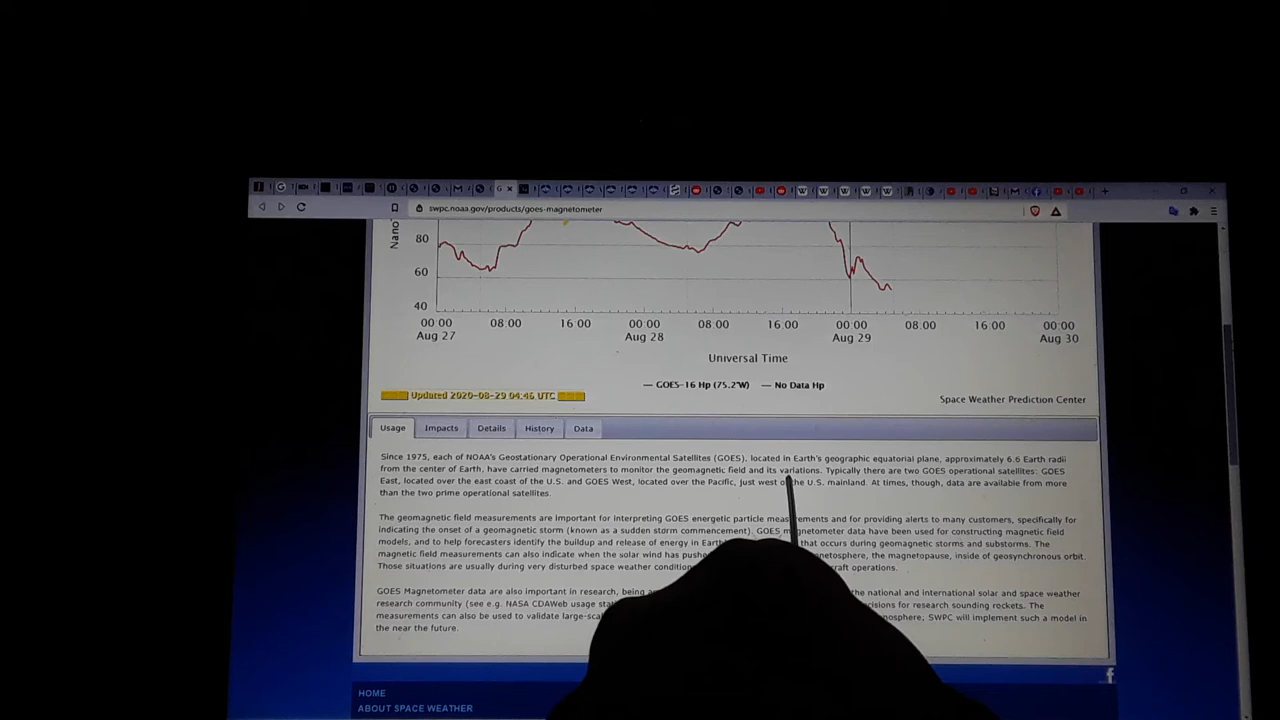 swpc.noaa.gov/products/goes-magnetometer
Nano
80
60
40
00:00 08:00 16:00 00:00 08:00 16:00 00:00 08:00 16:00 00:00
Aug 27 Aug 28 Aug 29 Aug 30
Universal Time
GOES-16 Hp (75.2°W) No Data Hp
Updated 2020-08-29 04:46 UTC
Space Weather Prediction Center
Usage Impacts Details History Data
Since 1975, each of NOAA's Geostationary Operational Environmental Satellites (GOES), located in Earth's geographic equatorial plane, approximately 6.6 Earth radii
from the center of Earth, have carried magnetometers to monitor the geomagnetic field and its variations. Typically there are two GOES operational satellites: GOES
East, located over the east coast of the U.S. and GOES West, located over the Pacific, just west of the U.S. mainland. At times, though, data are available from more
than the two prime operational satellites.
The geomagnetic field measurements are important for interpreting GOES energetic particle measurements and for providing alerts to many customers, specifically for
indicating the onset of a geomagnetic storm (known as a sudden storm commencement). GOES magnetometer data have been used for constructing magnetic field
models, and to help forecasters identify the buildup and release of energy in Earth that occurs during geomagnetic storms and substorms. The
magnetic field measurements can also indicate when the solar wind has pushed magnetosphere, the magnetopause, inside of geosynchronous orbit.
Those situations are usually during very disturbed space weather conditions operations.
GOES Magnetometer data are also important in research, being the national and international solar and space weather
research community (see e.g. NASA CDAWeb usage decisions for research sounding rockets. The
measurements can also be used to validate SWPC will implement such a model in
the near the future.
HOME
ABOUT SPACE WEATHER
f